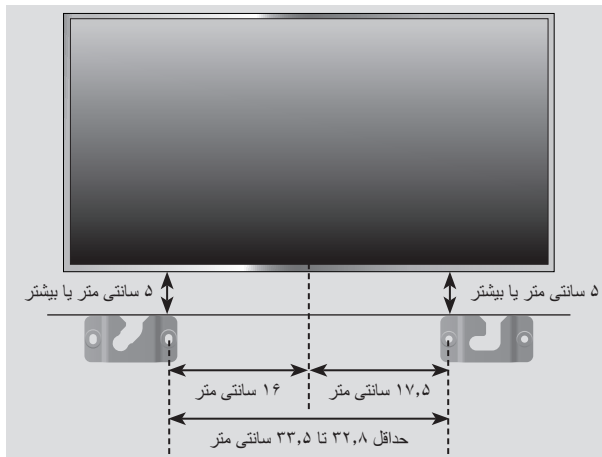 ۵ سانتی متر یا بیشتر
۵ سانتی متر یا بیشتر
۱۷,۵ سانتی متر
۱۶ سانتی متر
حداقل ۳۲,۸ تا ۳۳,۵ سانتی متر